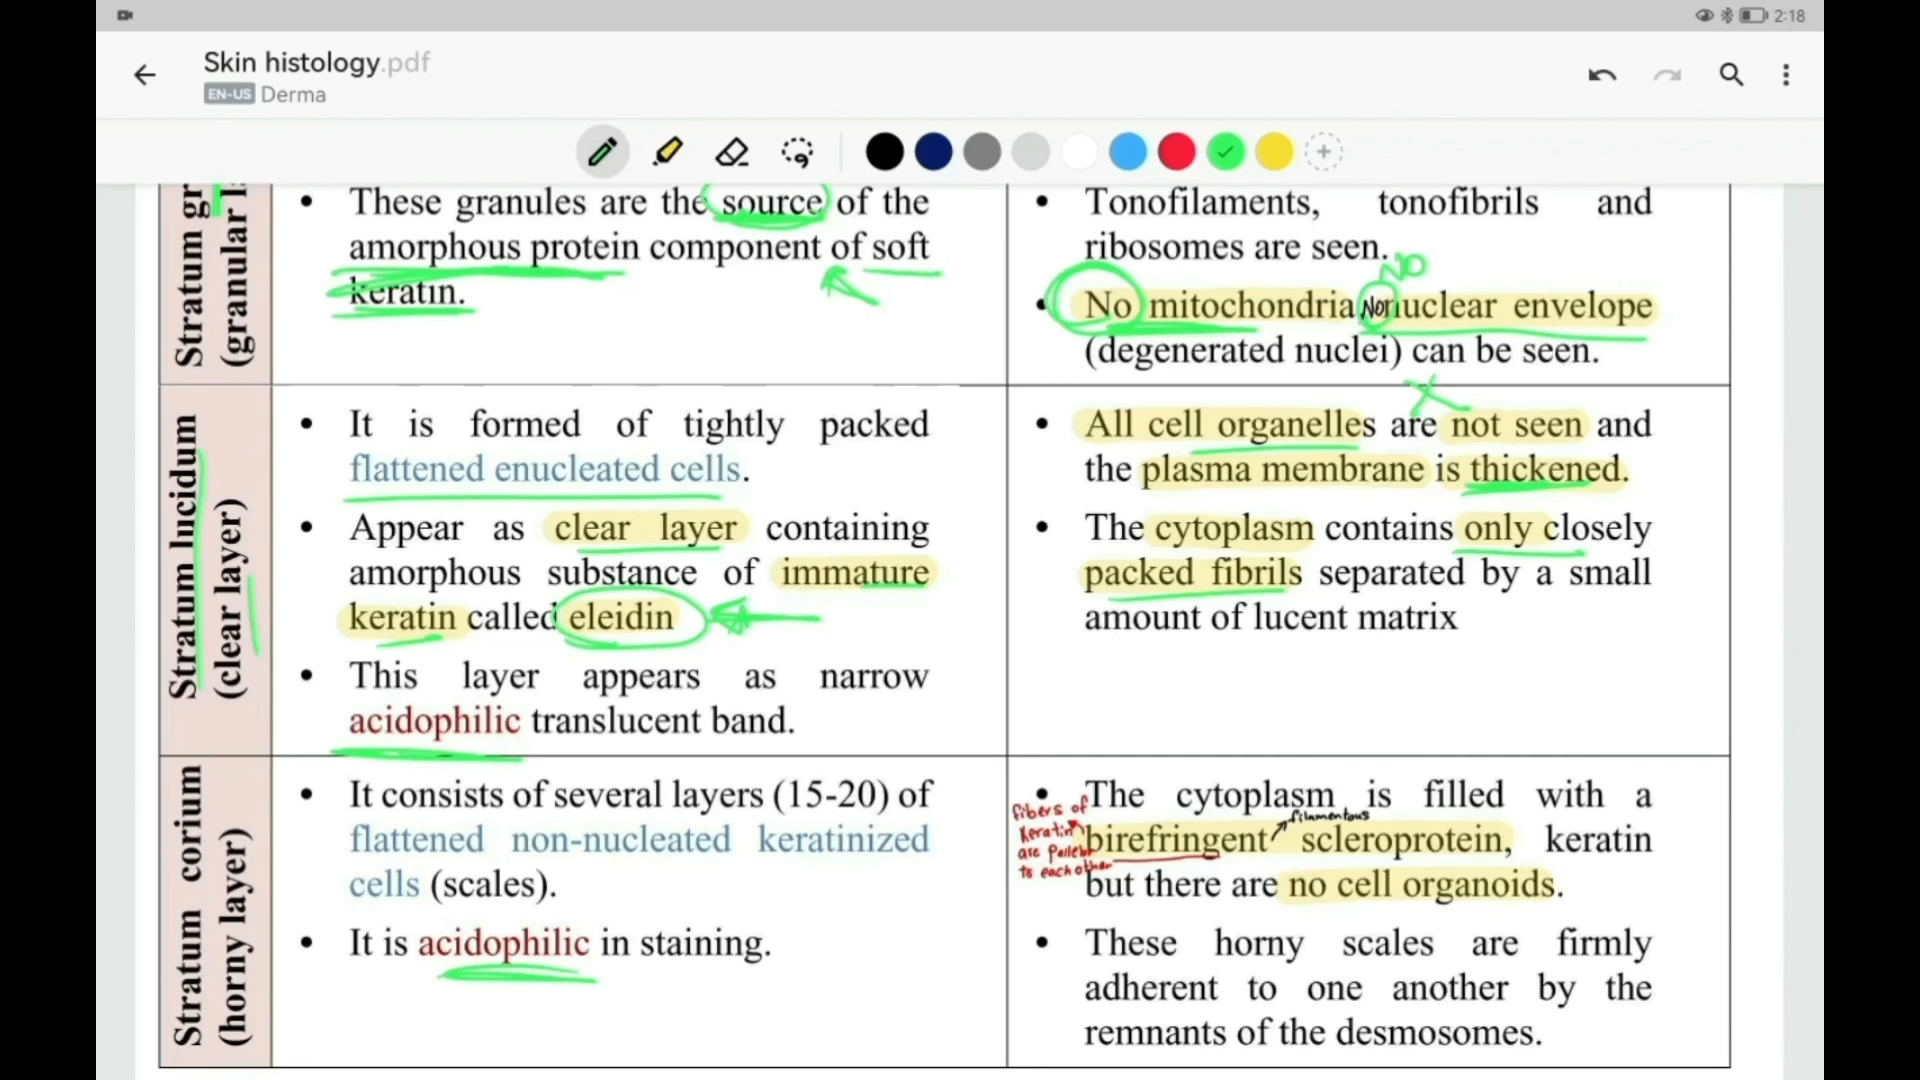 2:18
Skin histology.pdf
EN-US Derma
Stratum gr
(granular l
• These granules are the source of the
amorphous protein component of soft
keratin.
• Tonofilaments, tonofibrils and
ribosomes are seen.
NO
• No mitochondria No nuclear envelope
(degenerated nuclei) can be seen.
Stratum lucidum
(clear layer)
• It is formed of tightly packed
flattened enucleated cells.
• Appear as clear layer containing
amorphous substance of immature
keratin called eleidin
• This layer appears as narrow
acidophilic translucent band.
• All cell organelles are not seen and
the plasma membrane is thickened.
• The cytoplasm contains only closely
packed fibrils separated by a small
amount of lucent matrix
Stratum corium
(horny layer)
• It consists of several layers (15-20) of
flattened non-nucleated keratinized
cells (scales).
• It is acidophilic in staining.
• The cytoplasm is filled with a
filamentous
birefringent scleroprotein, keratin
but there are no cell organoids.
fibers of
keratin
are
to each other
• These horny scales are firmly
adherent to one another by the
remnants of the desmosomes.